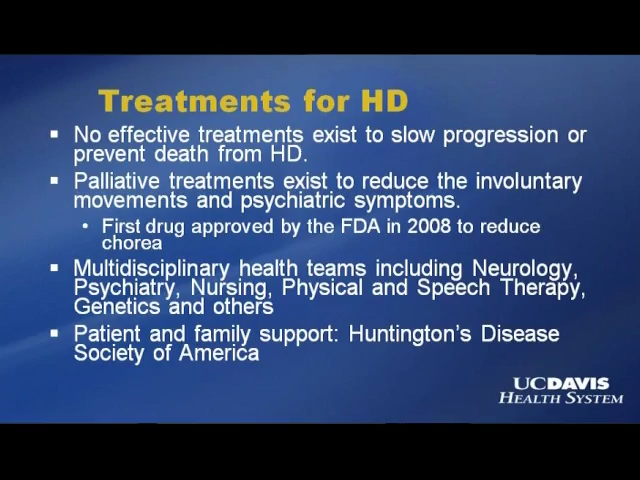 Treatments for HD
▪ No effective treatments exist to slow progression or
prevent death from HD.
▪ Palliative treatments exist to reduce the involuntary
movements and psychiatric symptoms.
• First drug approved by the FDA in 2008 to reduce
chorea
▪ Multidisciplinary health teams including Neurology,
Psychiatry, Nursing, Physical and Speech Therapy,
Genetics and others
▪ Patient and family support: Huntington's Disease
Society of America
UCDAVIS
HEALTH SYSTEM